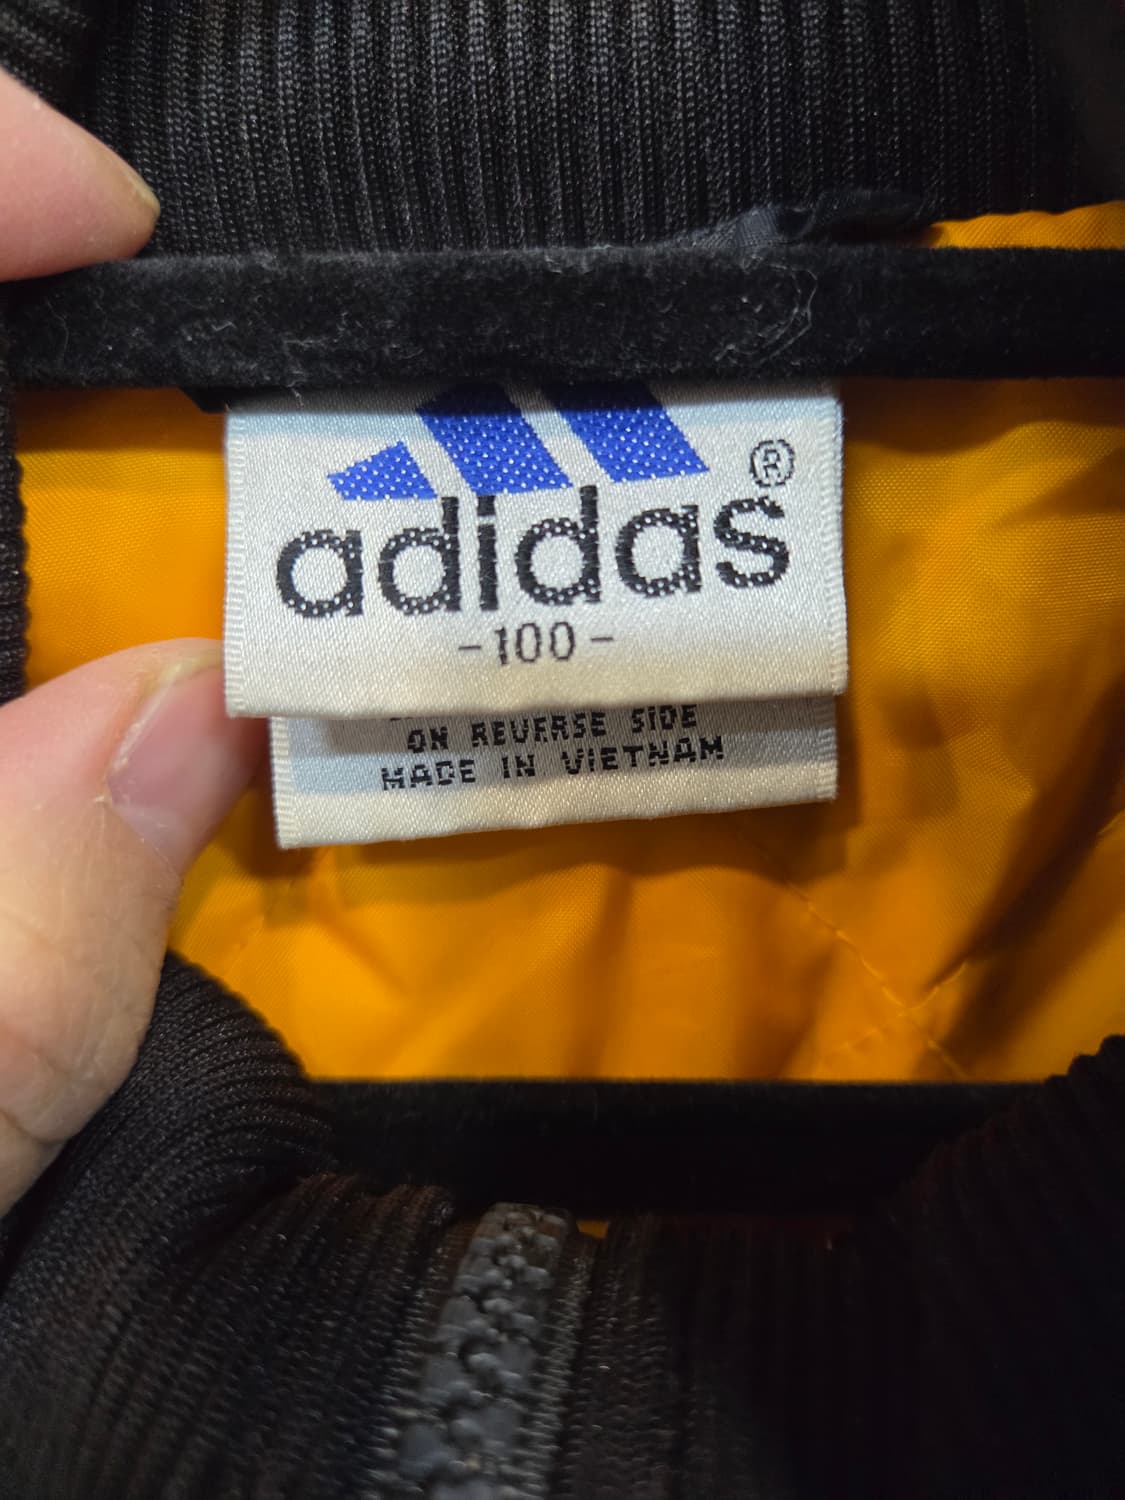 adidas®
-100-
ON REVERSE SIDE
MADE IN VIETNAM